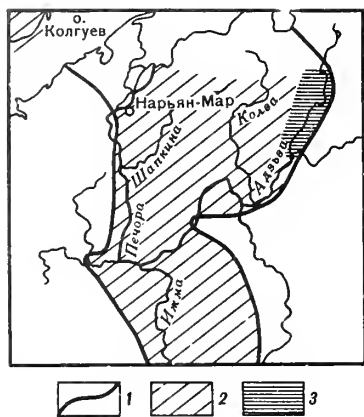 о.
Колгуев
Нарьян-Мар
Колва
Шапкина
Адзьва
Печора
Ижма
1 2 3